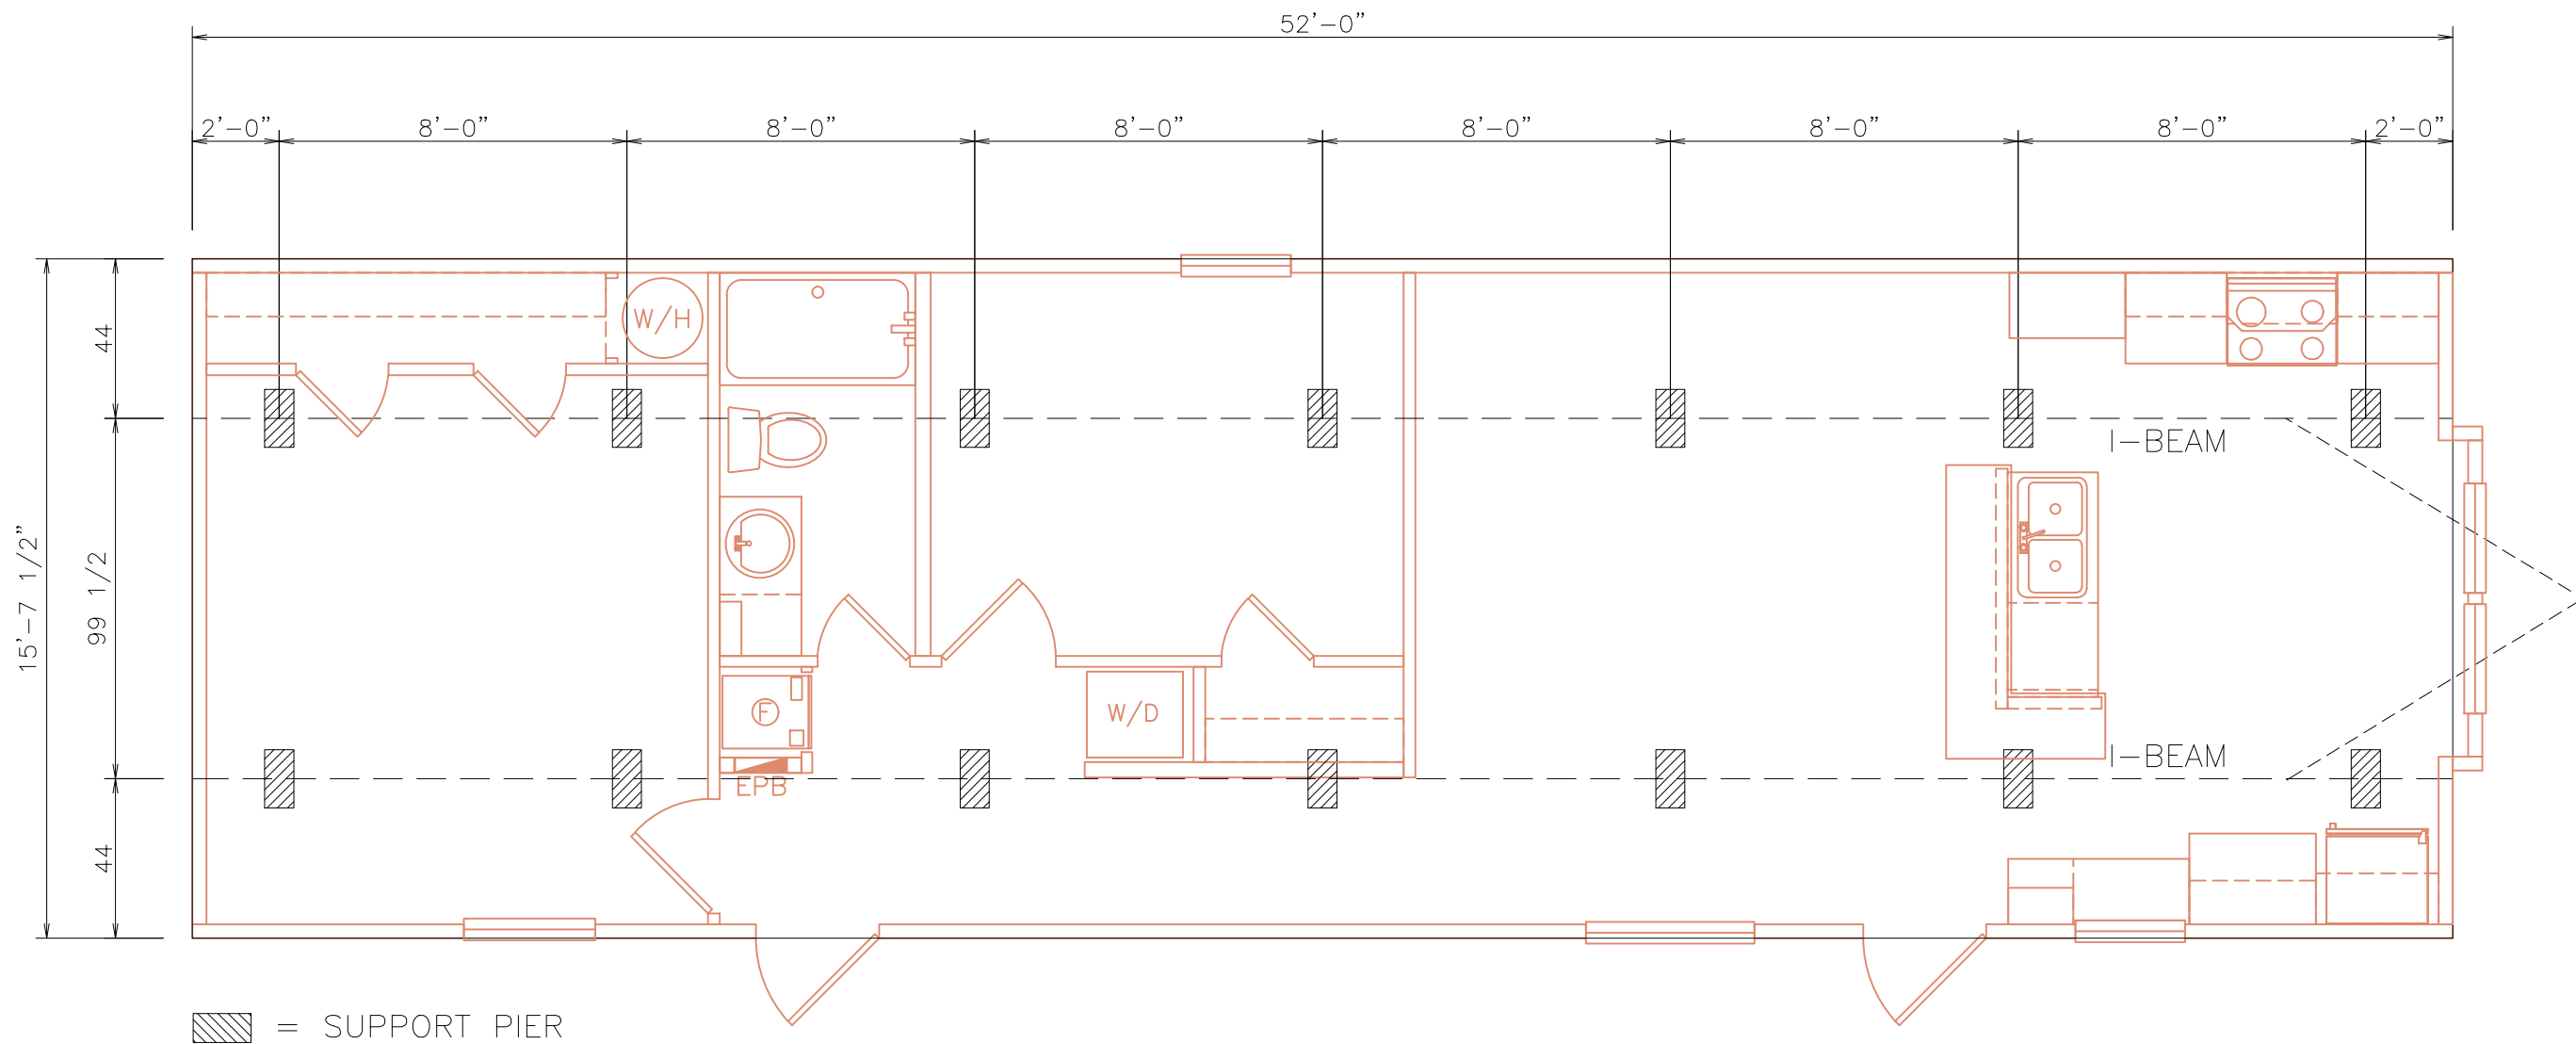 52'-0"
2'-0" 8'-0" 8'-0" 8'-0" 8'-0" 8'-0" 8'-0" 2'-0"
W/H
44
I-BEAM
15'-7 1/2"
99 1/2
F
W/D
I-BEAM
EPB
44
= SUPPORT PIER